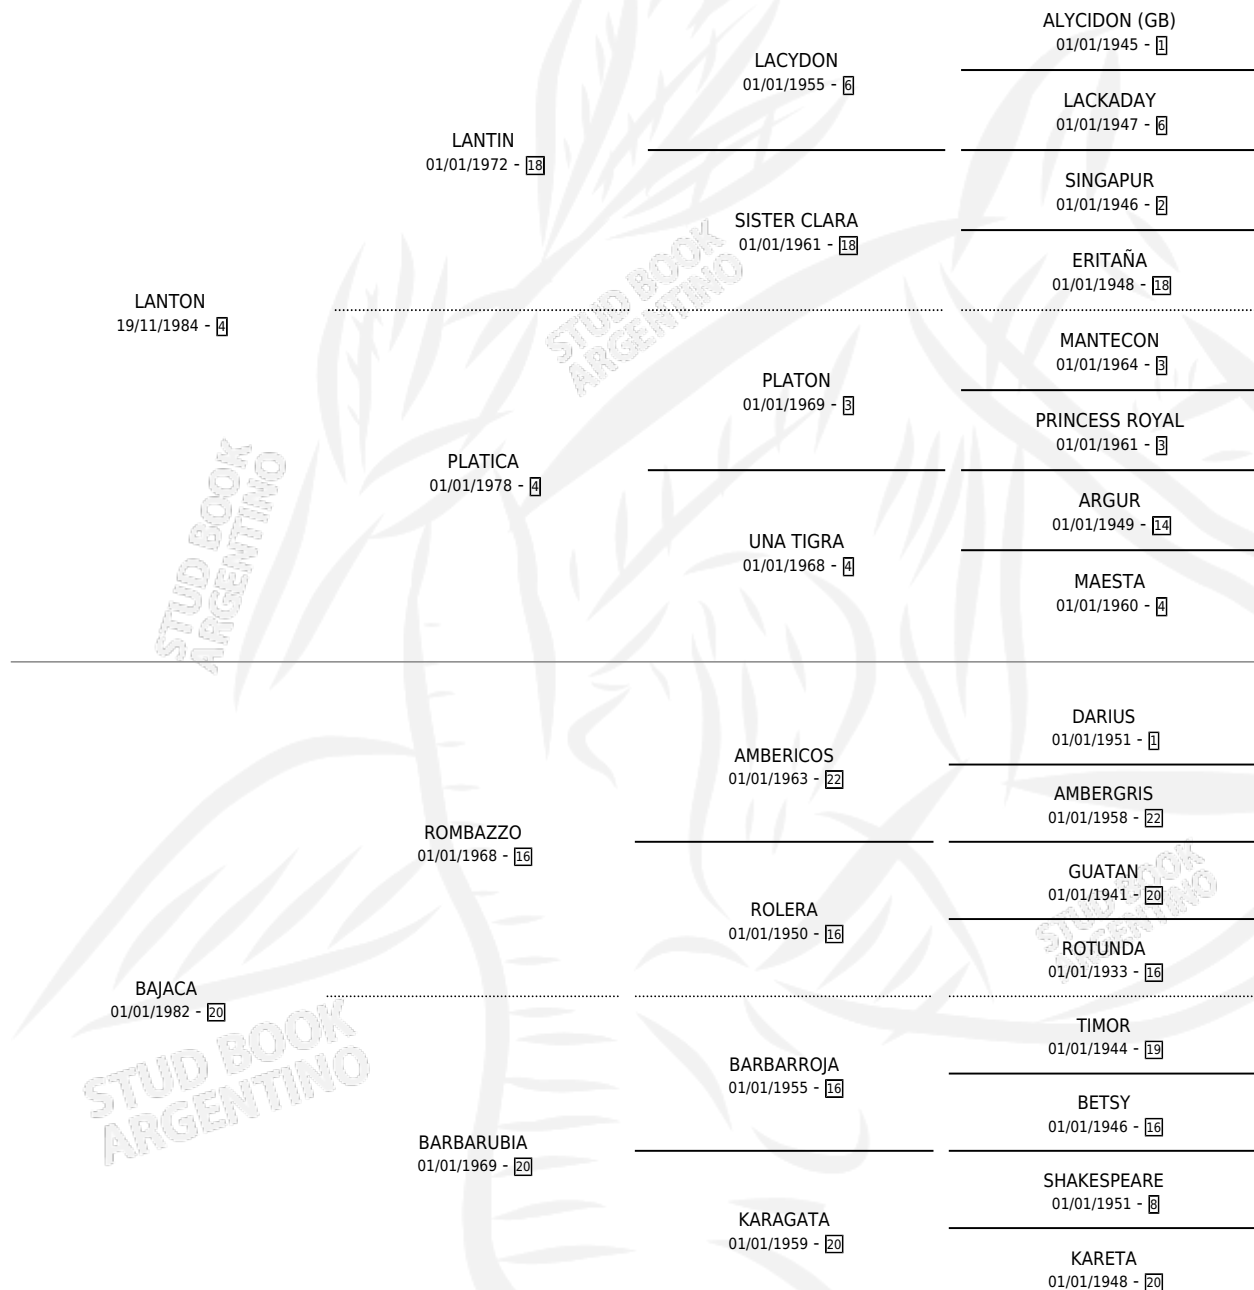 ALYCIDON (GB)
01/01/1945 - 1
LACYDON
01/01/1955 - 6
LACKADAY
01/01/1947 - 6
LANTIN
01/01/1972 - 18
SINGAPUR
01/01/1946 - 2
SISTER CLARA
01/01/1961 - 18
ERITAÑA
01/01/1948 - 18
LANTON
19/11/1984 - 4
MANTECON
01/01/1964 - 3
PLATON
01/01/1969 - 3
PRINCESS ROYAL
01/01/1961 - 3
PLATICA
01/01/1978 - 4
ARGUR
01/01/1949 - 14
UNA TIGRA
01/01/1968 - 4
MAESTA
01/01/1960 - 4
DARIUS
01/01/1951 - 1
AMBERICOS
01/01/1963 - 22
AMBERGRIS
01/01/1958 - 22
ROMBAZZO
01/01/1968 - 16
GUATAN
01/01/1941 - 20
ROLERA
01/01/1950 - 16
ROTUNDA
01/01/1933 - 16
BAJACA
01/01/1982 - 20
TIMOR
01/01/1944 - 19
BARBARROJA
01/01/1955 - 16
BETSY
01/01/1946 - 16
BARBARUBIA
01/01/1969 - 20
SHAKESPEARE
01/01/1951 - 8
KARAGATA
01/01/1959 - 20
KARETA
01/01/1948 - 20
STUD BOOK
ARGENTINO
STUD BOOK
ARGENTINO
STUD BOOK
ARGENTINO
STUD BOOK
ARGENTINO